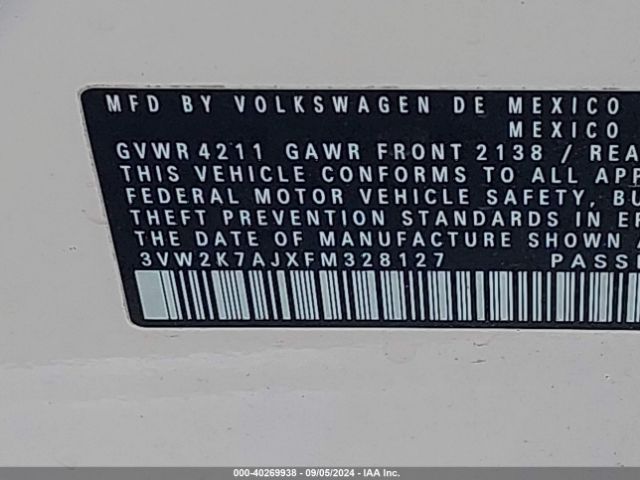 MFD BY VOLKSWAGEN DE MEXICO
MEXICO
GVWR 4211 GAWR FRONT 2138 / REA
THIS VEHICLE CONFORMS TO ALL APP
FEDERAL MOTOR VEHICLE SAFETY, BU
THEFT PREVENTION STANDARDS IN EF
THE DATE OF MANUFACTURE SHOWN A
3VW2K7AJXFM328127 PASSE
000-40269938 - 09/05/2024 - IAA Inc.